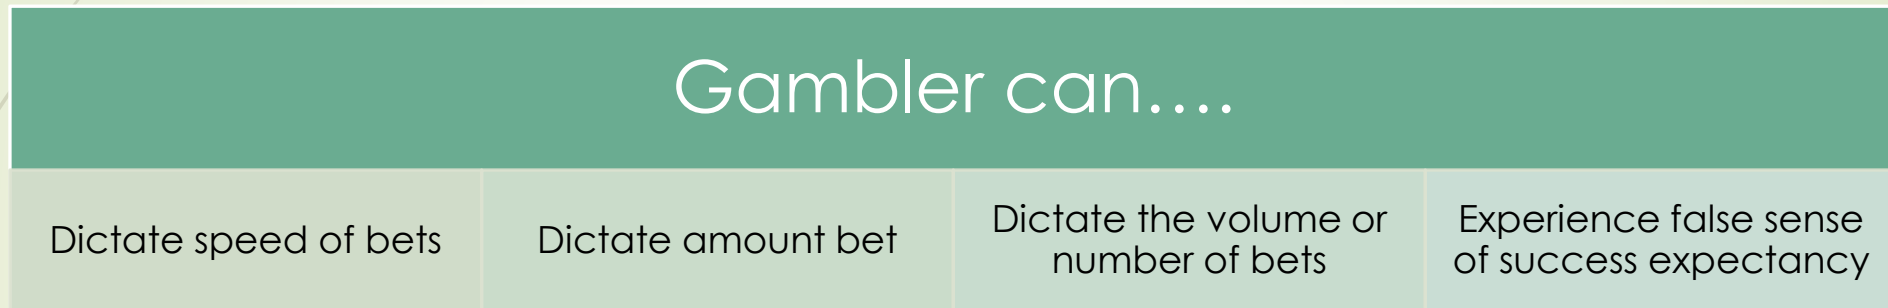 Gambler can....
Dictate speed of bets
Dictate amount bet
Dictate the volume or
number of bets
Experience false sense
of success expectancy